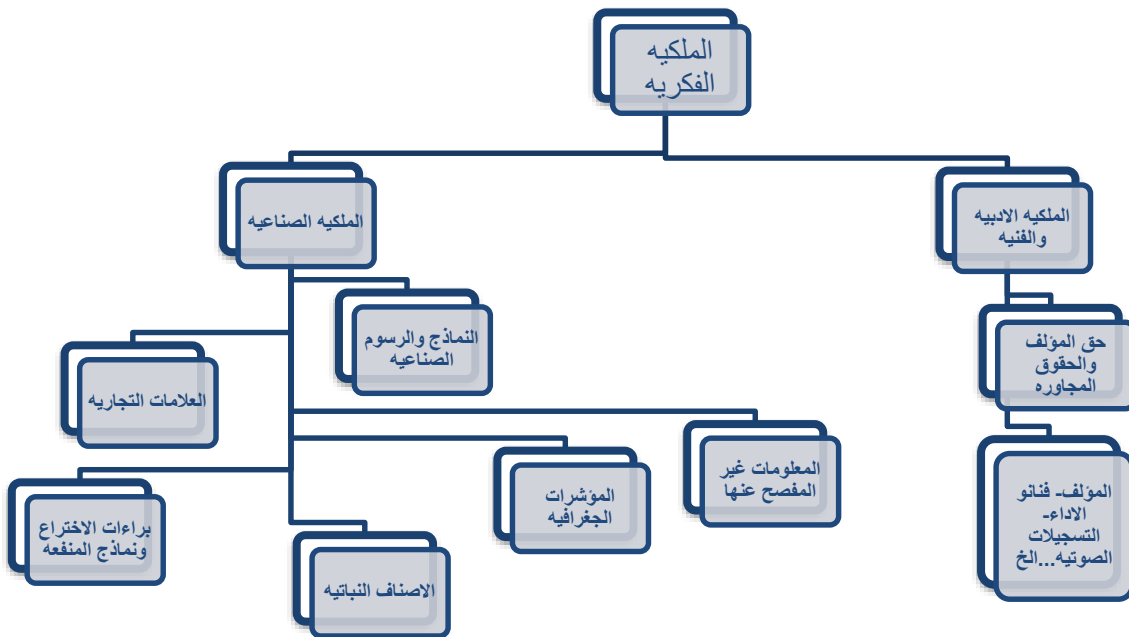 الملكيه
الفكريه
الملكيه الادبيه
والفنيه
حق المؤلف
والحقوق
المجاوره
المؤلف- فنانو
الاداء-
التسجيلات
الصوتيه...الخ
الملكيه الصناعيه
النماذج والرسوم
الصناعيه
العلامات التجاريه
المعلومات غير
المفصح عنها
المؤشرات
الجغرافيه
براءات الاختراع
ونماذج المنفعه
الاصناف النباتيه